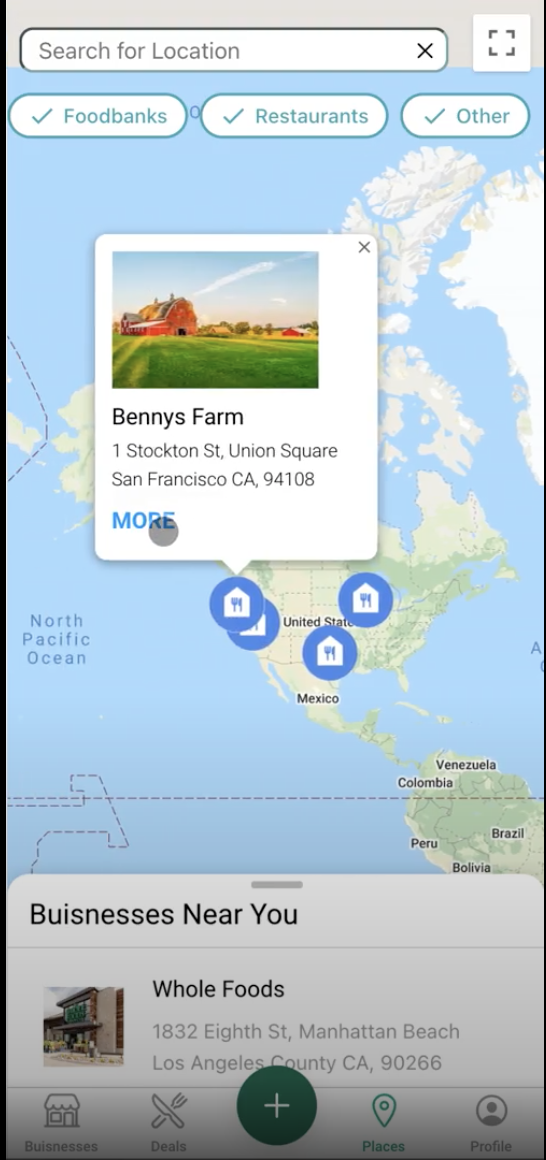 Search for Location
Foodbanks
Restaurants
Other
Bennys Farm
1 Stockton St, Union Square
San Francisco CA, 94108
MORE
North
Pacific
Ocean
Mexico
Venezuela
Colombia
Brazil
Peru
Bolivia
Buisnesses Near You
Whole Foods
1832 Eighth St, Manhattan Beach
Los Angeles County CA, 90266
Buisnesses
Deals
Places
Profile